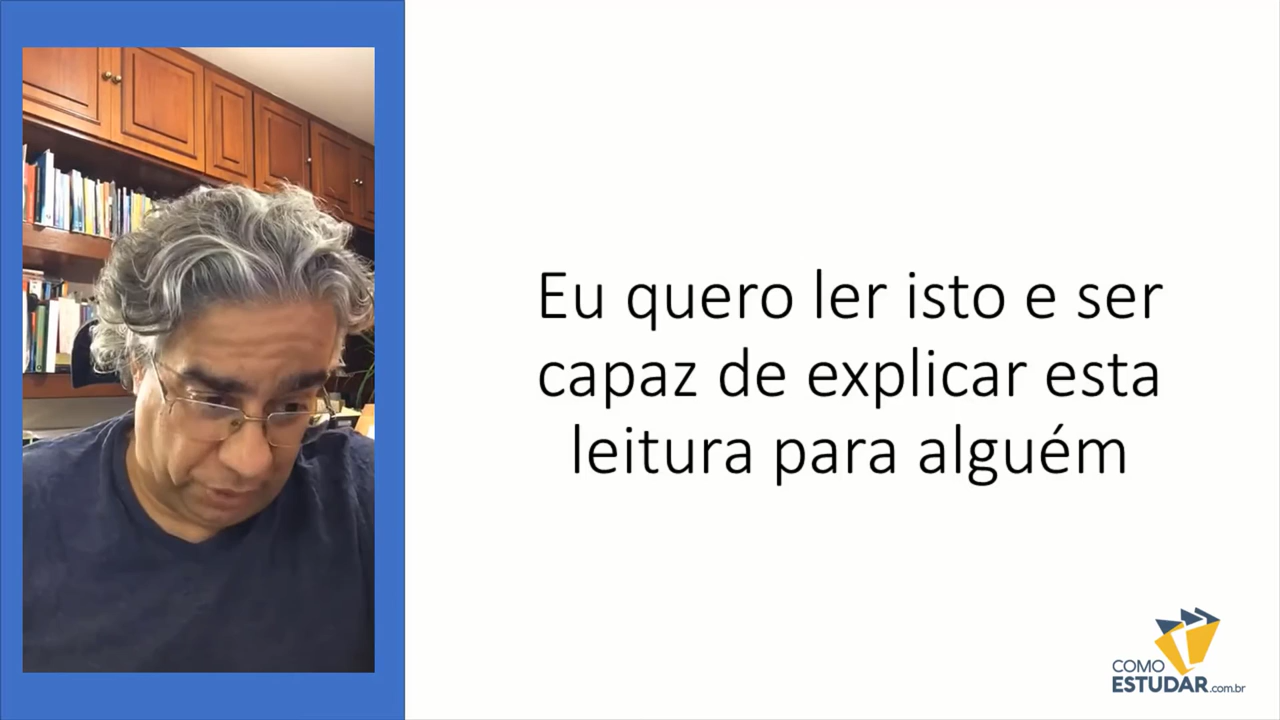 Eu quero ler isto e ser
capaz de explicar esta
leitura para alguém
COMO
ESTUDAR.com.br